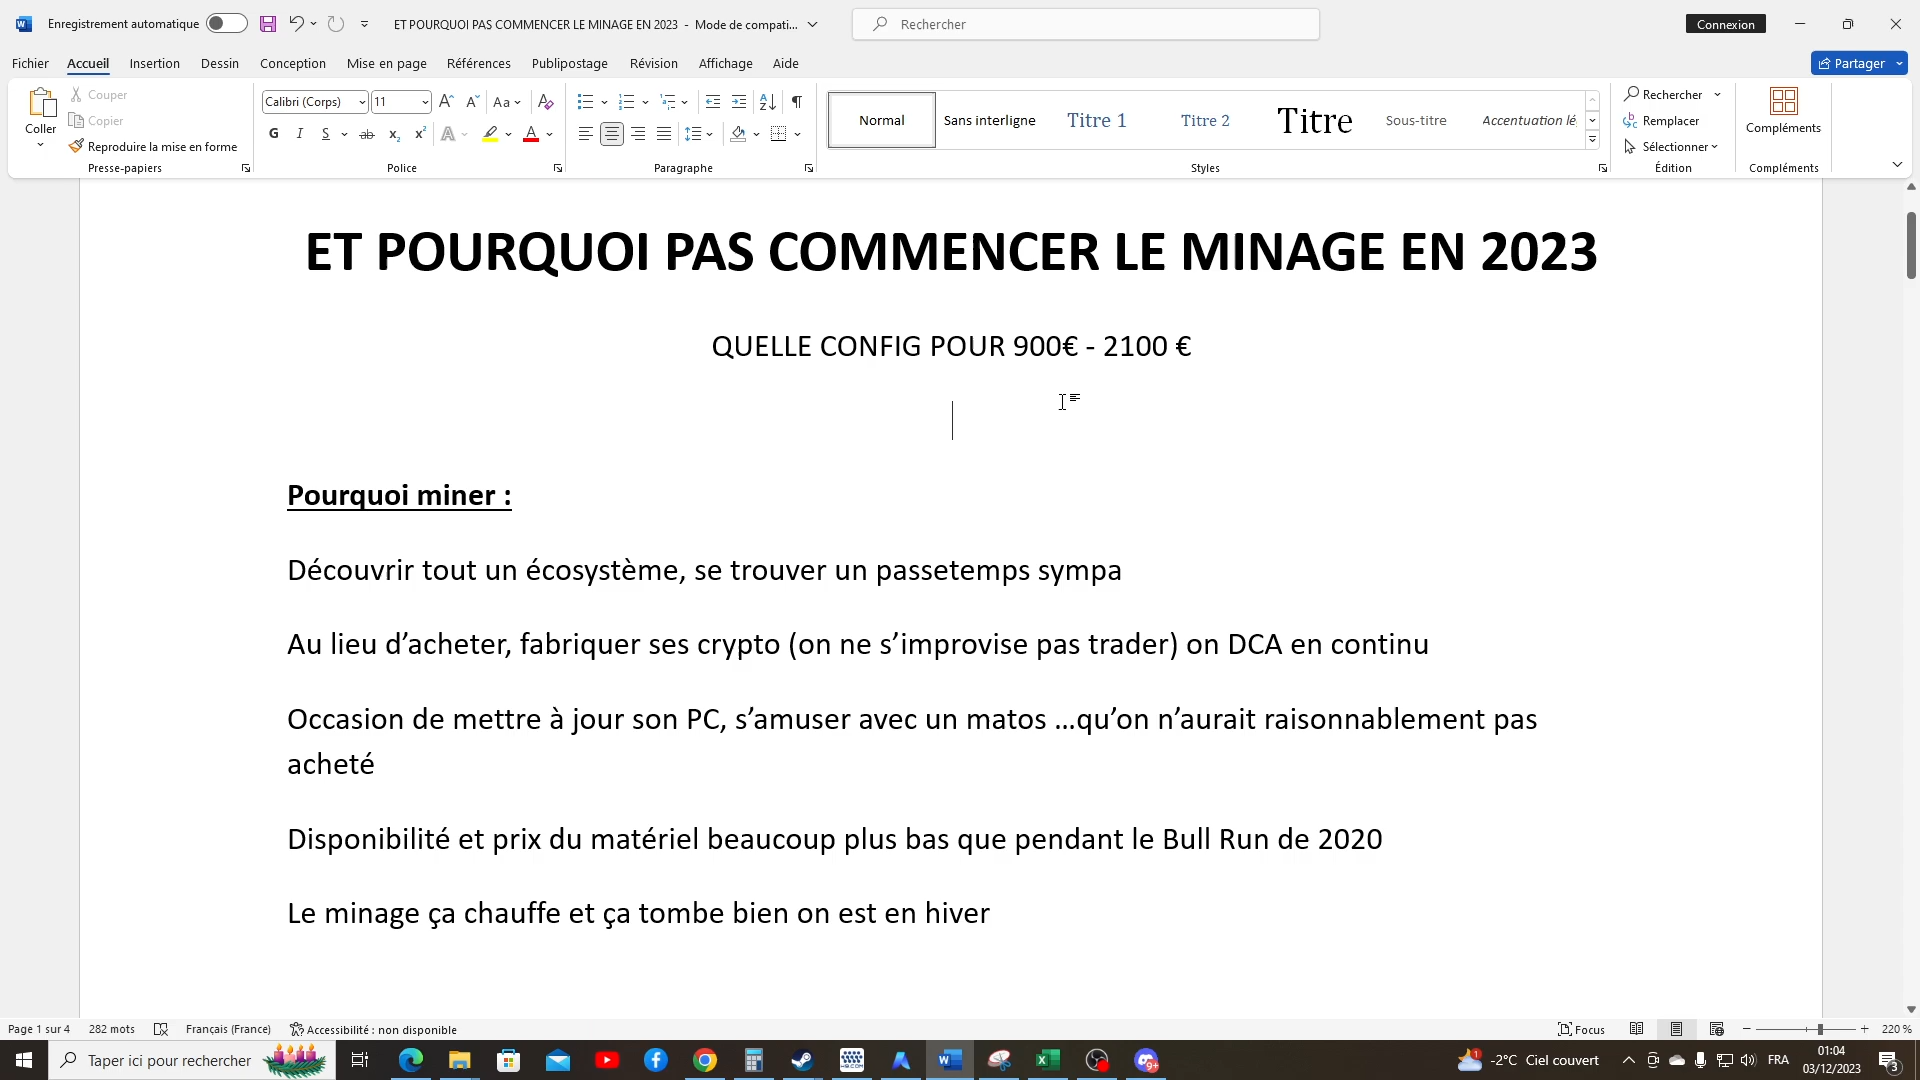 Enregistrement automatique
ET POURQUOI PAS COMMENCER LE MINAGE EN 2023 - Mode de compati...
Rechercher
Connexion
Fichier Accueil Insertion Dessin Conception Mise en page Références Publipostage Révision Affichage Aide
Partager
Coller
Couper
Copier
Reproduire la mise en forme
Presse-papiers
Calibri (Corps) 11
Police
Paragraphe
Normal
Sans interligne
Titre 1
Titre 2
Titre
Sous-titre
Accentuation lé
Styles
Rechercher
Remplacer
Sélectionner
Édition
Compléments
Compléments
ET POURQUOI PAS COMMENCER LE MINAGE EN 2023
QUELLE CONFIG POUR 900€ - 2100 €
Pourquoi miner :
Découvrir tout un écosystème, se trouver un passetemps sympa
Au lieu d’acheter, fabriquer ses crypto (on ne s’improvise pas trader) on DCA en continu
Occasion de mettre à jour son PC, s’amuser avec un matos …qu’on n’aurait raisonnablement pas
acheté
Disponibilité et prix du matériel beaucoup plus bas que pendant le Bull Run de 2020
Le minage ça chauffe et ça tombe bien on est en hiver
Page 1 sur 4 282 mots Français (France) Accessibilité : non disponible
Focus
220 %
Taper ici pour rechercher
-2°C Ciel couvert
FRA
01:04
03/12/2023